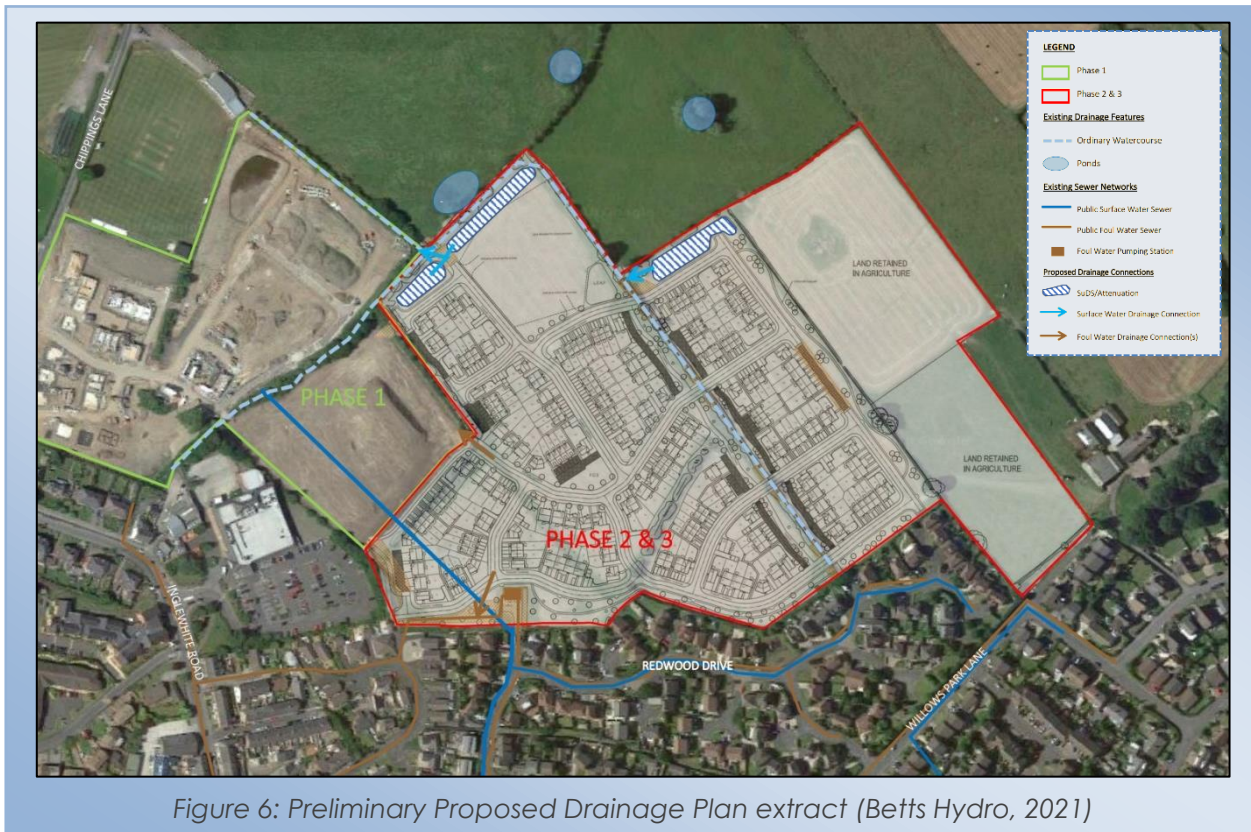 CHIPPINGS LANE
PHASE 1
PHASE 2 & 3
LAND RETAINED
IN AGRICULTURE
LAND RETAINED
IN AGRICULTURE
INGLEWHITE ROAD
REDWOOD DRIVE
WILLOWS PARK LANE
LEGEND
Phase 1
Phase 2 & 3
Existing Drainage Features
Ordinary Watercourse
Ponds
Existing Sewer Networks
Public Surface Water Sewer
Public Foul Water Sewer
Foul Water Pumping Station
Proposed Drainage Connections
SuDS/Attenuation
Surface Water Drainage Connection
Foul Water Drainage Connection(s)
Figure 6: Preliminary Proposed Drainage Plan extract (Betts Hydro, 2021)